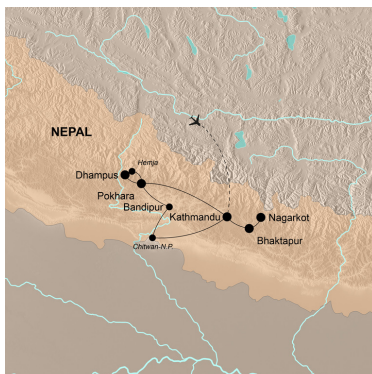 NEPAL
Hemja
Dhampus
Pokhara
Bandipur
Kathmandu
Nagarkot
Bhaktapur
Chitwan-N.P.